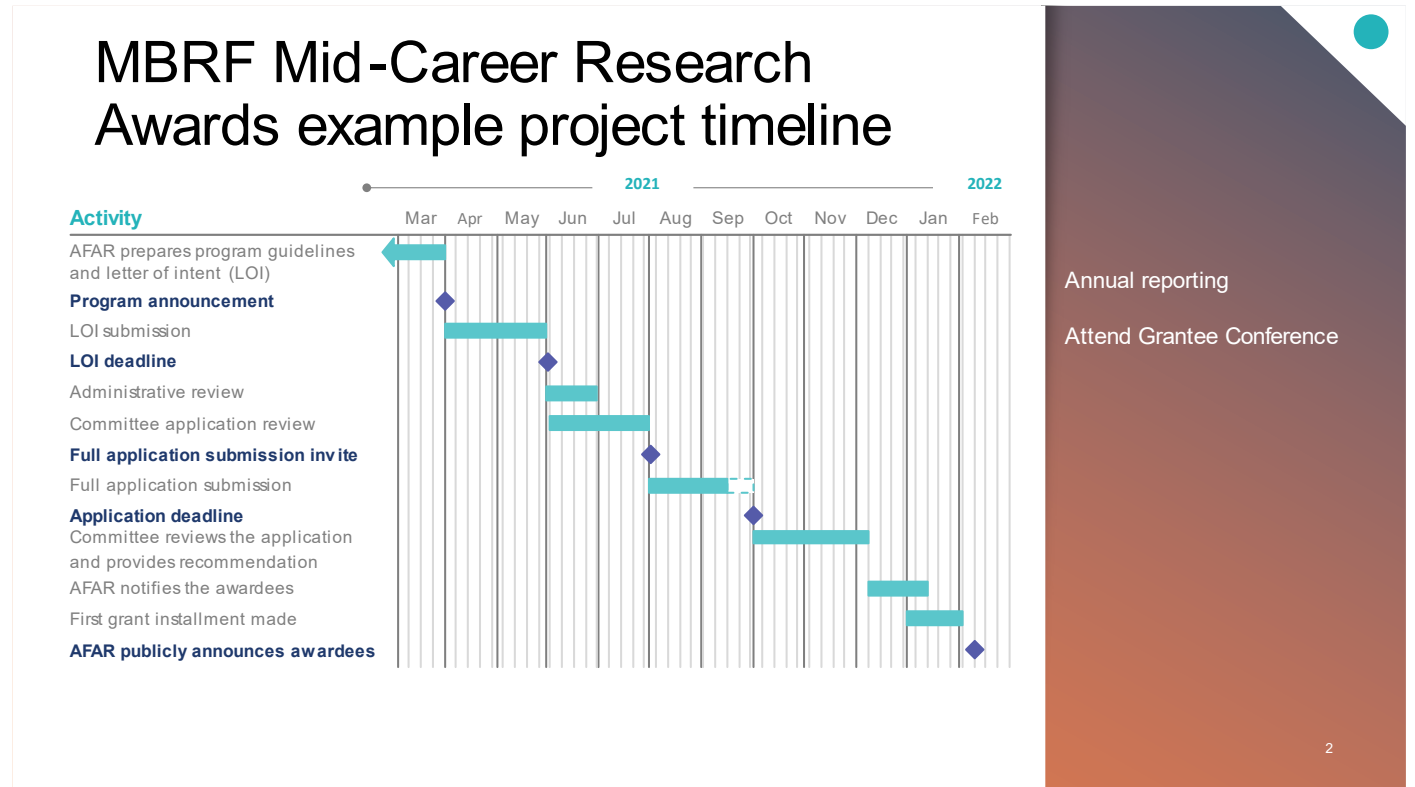 MBRF Mid-Career Research
Awards example project timeline
2021 2022
Activity Mar Apr May Jun Jul Aug Sep Oct Nov Dec Jan Feb
AFAR prepares program guidelines
and letter of intent (LOI)
Program announcement
LOI submission
LOI deadline
Administrative review
Committee application review
Full application submission invite
Full application submission
Application deadline
Committee reviews the application
and provides recommendation
AFAR notifies the awardees
First grant installment made
AFAR publicly announces awardees
Annual reporting
Attend Grantee Conference
2